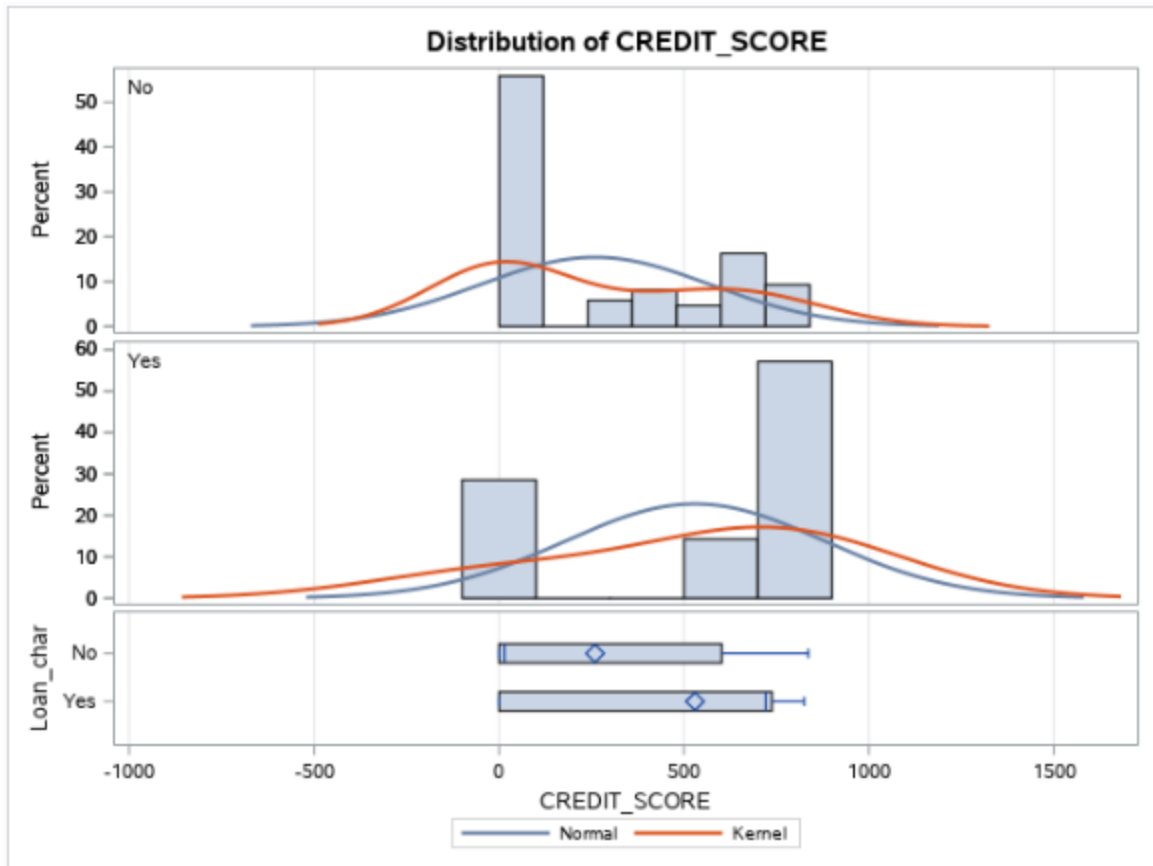 Distribution of CREDIT_SCORE
No
Percent
50
40
30
20
10
0
Yes
Percent
60
50
40
30
20
10
0
Loan_char
No
Yes
-1000 -500 0 500 1000 1500
CREDIT_SCORE
Normal Kernel